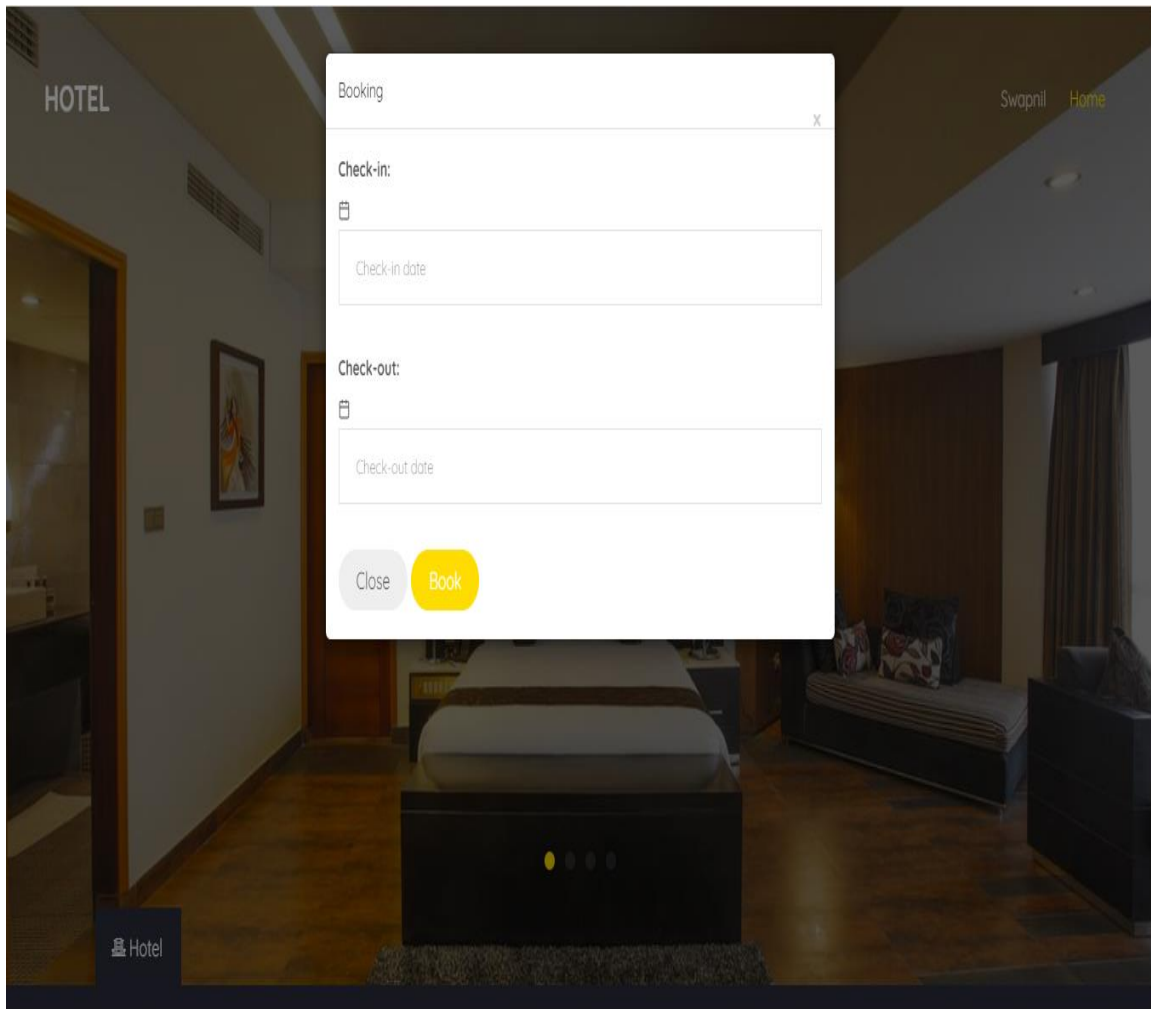 HOTEL
Swapnil Home
Booking
x
Check-in:
Check-in date
Check-out:
Check-out date
Close Book
Hotel